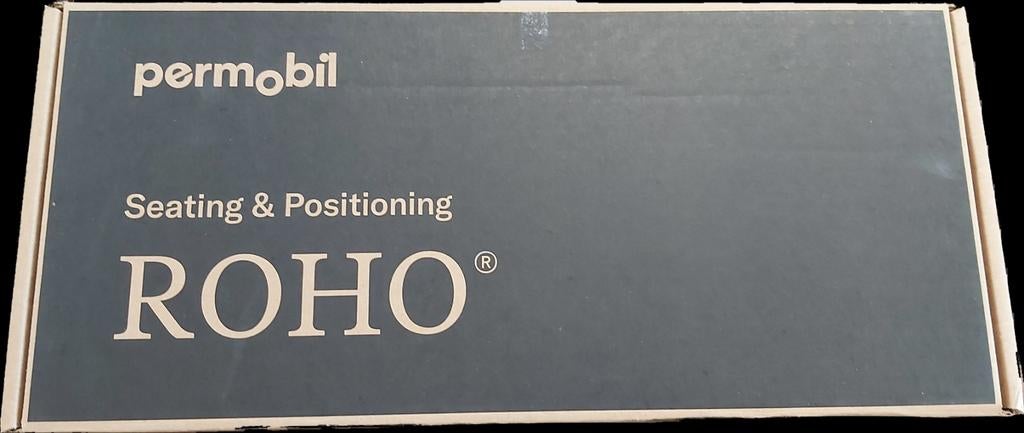 permobil
Seating & Positioning
ROHO®